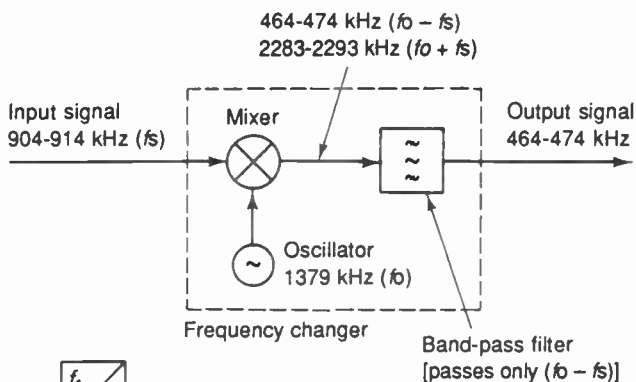 464-474 kHz (fo – fs)
2283-2293 kHz (fo + fs)
Input signal
904-914 kHz (fs)
Mixer
Output signal
464-474 kHz
~
~
~
~
Oscillator
1379 kHz (fo)
Frequency changer
Band-pass filter
[passes only (fo – fs)]